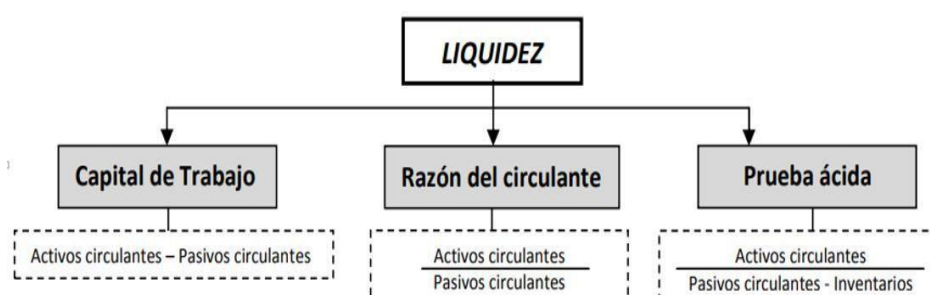 LIQUIDEZ
Capital de Trabajo
Razón del circulante
Prueba ácida
Activos circulantes – Pasivos circulantes
Activos circulantes
Pasivos circulantes
Activos circulantes
Pasivos circulantes - Inventarios